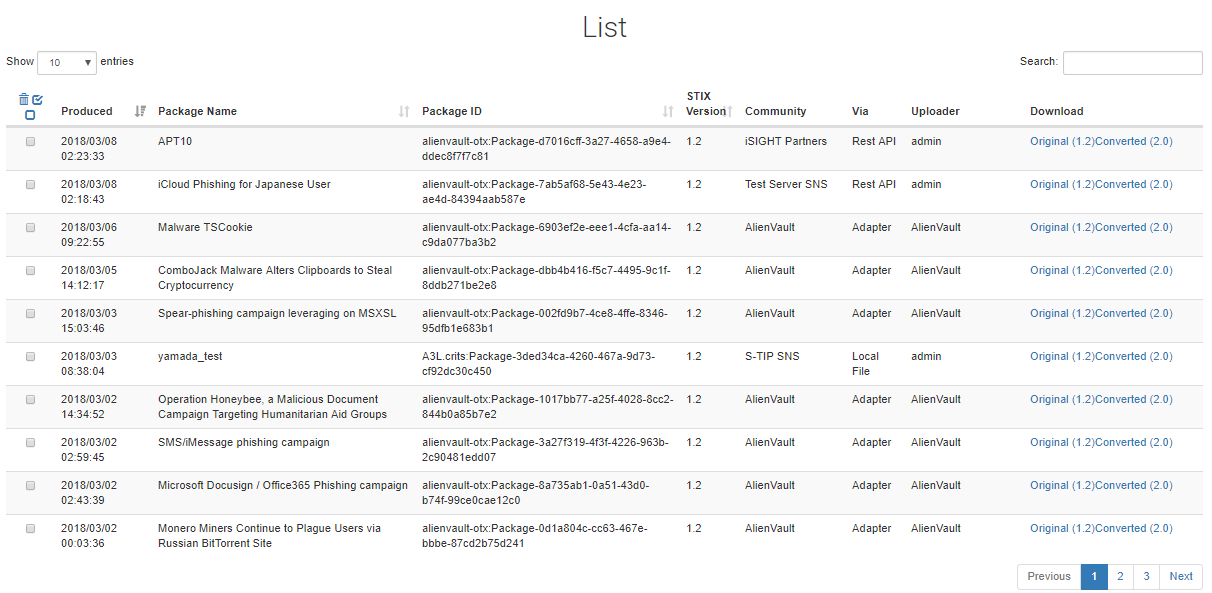 List
Show 10 entries Search:
Produced Package Name Package ID STIX Version Community Via Uploader Download
2018/03/08 02:23:33 APT10 alienvault-otx:Package-d7016cff-3a27-4658-a9e4-ddec8f7f7c81 1.2 iSIGHT Partners Rest API admin Original (1.2)Converted (2.0)
2018/03/08 02:18:43 iCloud Phishing for Japanese User alienvault-otx:Package-7ab5af68-5e43-4e23-ae4d-84394aab587e 1.2 Test Server SNS Rest API admin Original (1.2)Converted (2.0)
2018/03/06 09:22:55 Malware TSCookie alienvault-otx:Package-6903ef2e-eee1-4cfa-aa14-c9da077ba3b2 1.2 AlienVault Adapter AlienVault Original (1.2)Converted (2.0)
2018/03/05 14:12:17 ComboJack Malware Alters Clipboards to Steal Cryptocurrency alienvault-otx:Package-dbb4b416-f5c7-4495-9c1f-8ddb271be2e8 1.2 AlienVault Adapter AlienVault Original (1.2)Converted (2.0)
2018/03/03 15:03:46 Spear-phishing campaign leveraging on MSXSL alienvault-otx:Package-002fd9b7-4ce8-4ffe-8346-95dfb1e683b1 1.2 AlienVault Adapter AlienVault Original (1.2)Converted (2.0)
2018/03/03 08:38:04 yamada_test A3L.crits:Package-3ded34ca-4260-467a-9d73-cf92dc30c450 1.2 S-TIP SNS Local File admin Original (1.2)Converted (2.0)
2018/03/02 14:34:52 Operation Honeybee, a Malicious Document Campaign Targeting Humanitarian Aid Groups alienvault-otx:Package-1017bb77-a25f-4028-8cc2-844b0a85b7e2 1.2 AlienVault Adapter AlienVault Original (1.2)Converted (2.0)
2018/03/02 02:59:45 SMS/iMessage phishing campaign alienvault-otx:Package-3a27f319-4f3f-4226-963b-2c90481edd07 1.2 AlienVault Adapter AlienVault Original (1.2)Converted (2.0)
2018/03/02 02:43:39 Microsoft Docusign / Office365 Phishing campaign alienvault-otx:Package-8a735ab1-0a51-43d0-b74f-99ce0cae12c0 1.2 AlienVault Adapter AlienVault Original (1.2)Converted (2.0)
2018/03/02 00:03:36 Monero Miners Continue to Plague Users via Russian BitTorrent Site alienvault-otx:Package-0d1a804c-cc63-467e-bbbe-87cd2b75d241 1.2 AlienVault Adapter AlienVault Original (1.2)Converted (2.0)
Previous 1 2 3 Next